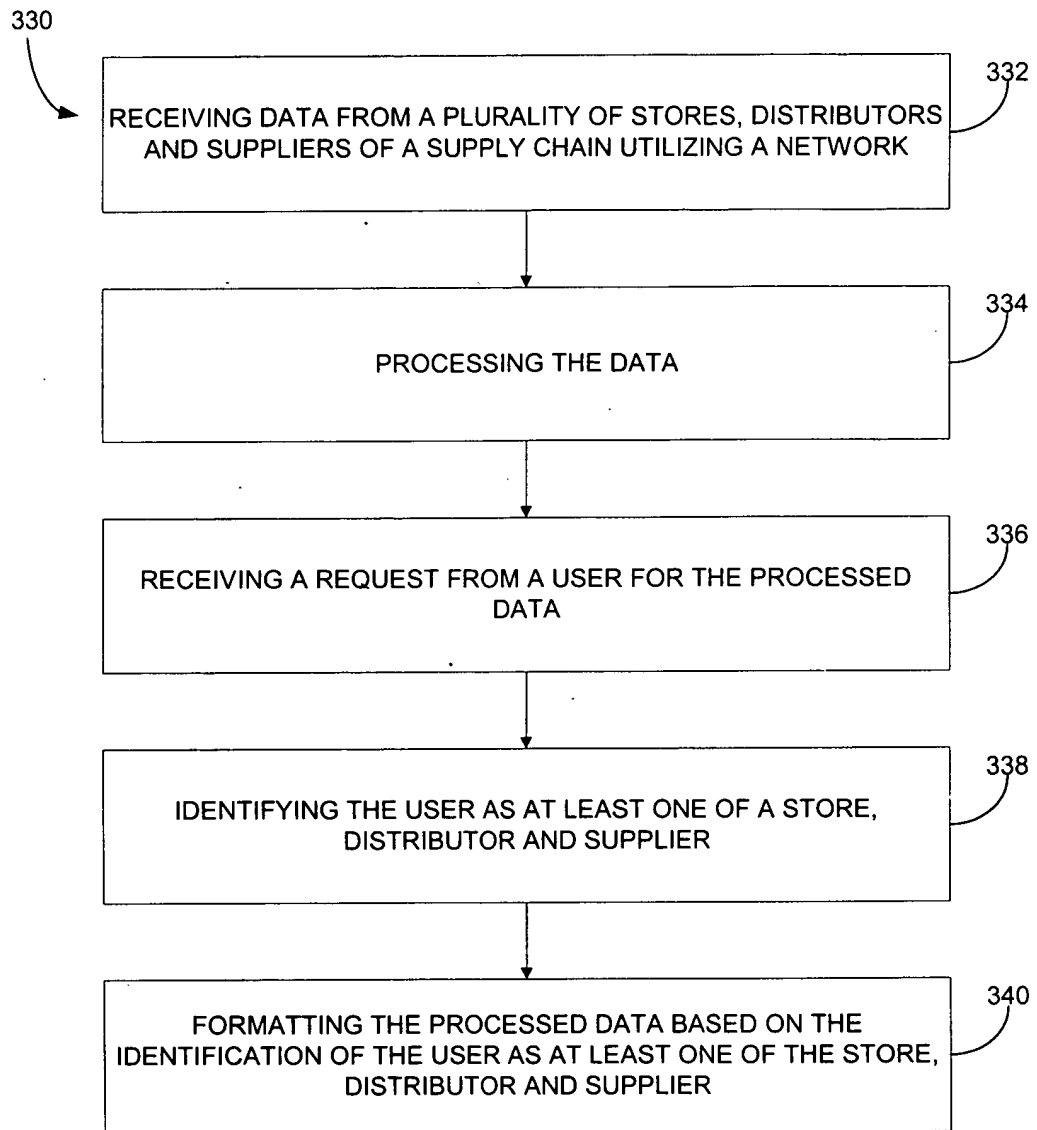 330
332
RECEIVING DATA FROM A PLURALITY OF STORES, DISTRIBUTORS
AND SUPPLIERS OF A SUPPLY CHAIN UTILIZING A NETWORK
334
PROCESSING THE DATA
336
RECEIVING A REQUEST FROM A USER FOR THE PROCESSED
DATA
338
IDENTIFYING THE USER AS AT LEAST ONE OF A STORE,
DISTRIBUTOR AND SUPPLIER
340
FORMATTING THE PROCESSED DATA BASED ON THE
IDENTIFICATION OF THE USER AS AT LEAST ONE OF THE STORE,
DISTRIBUTOR AND SUPPLIER